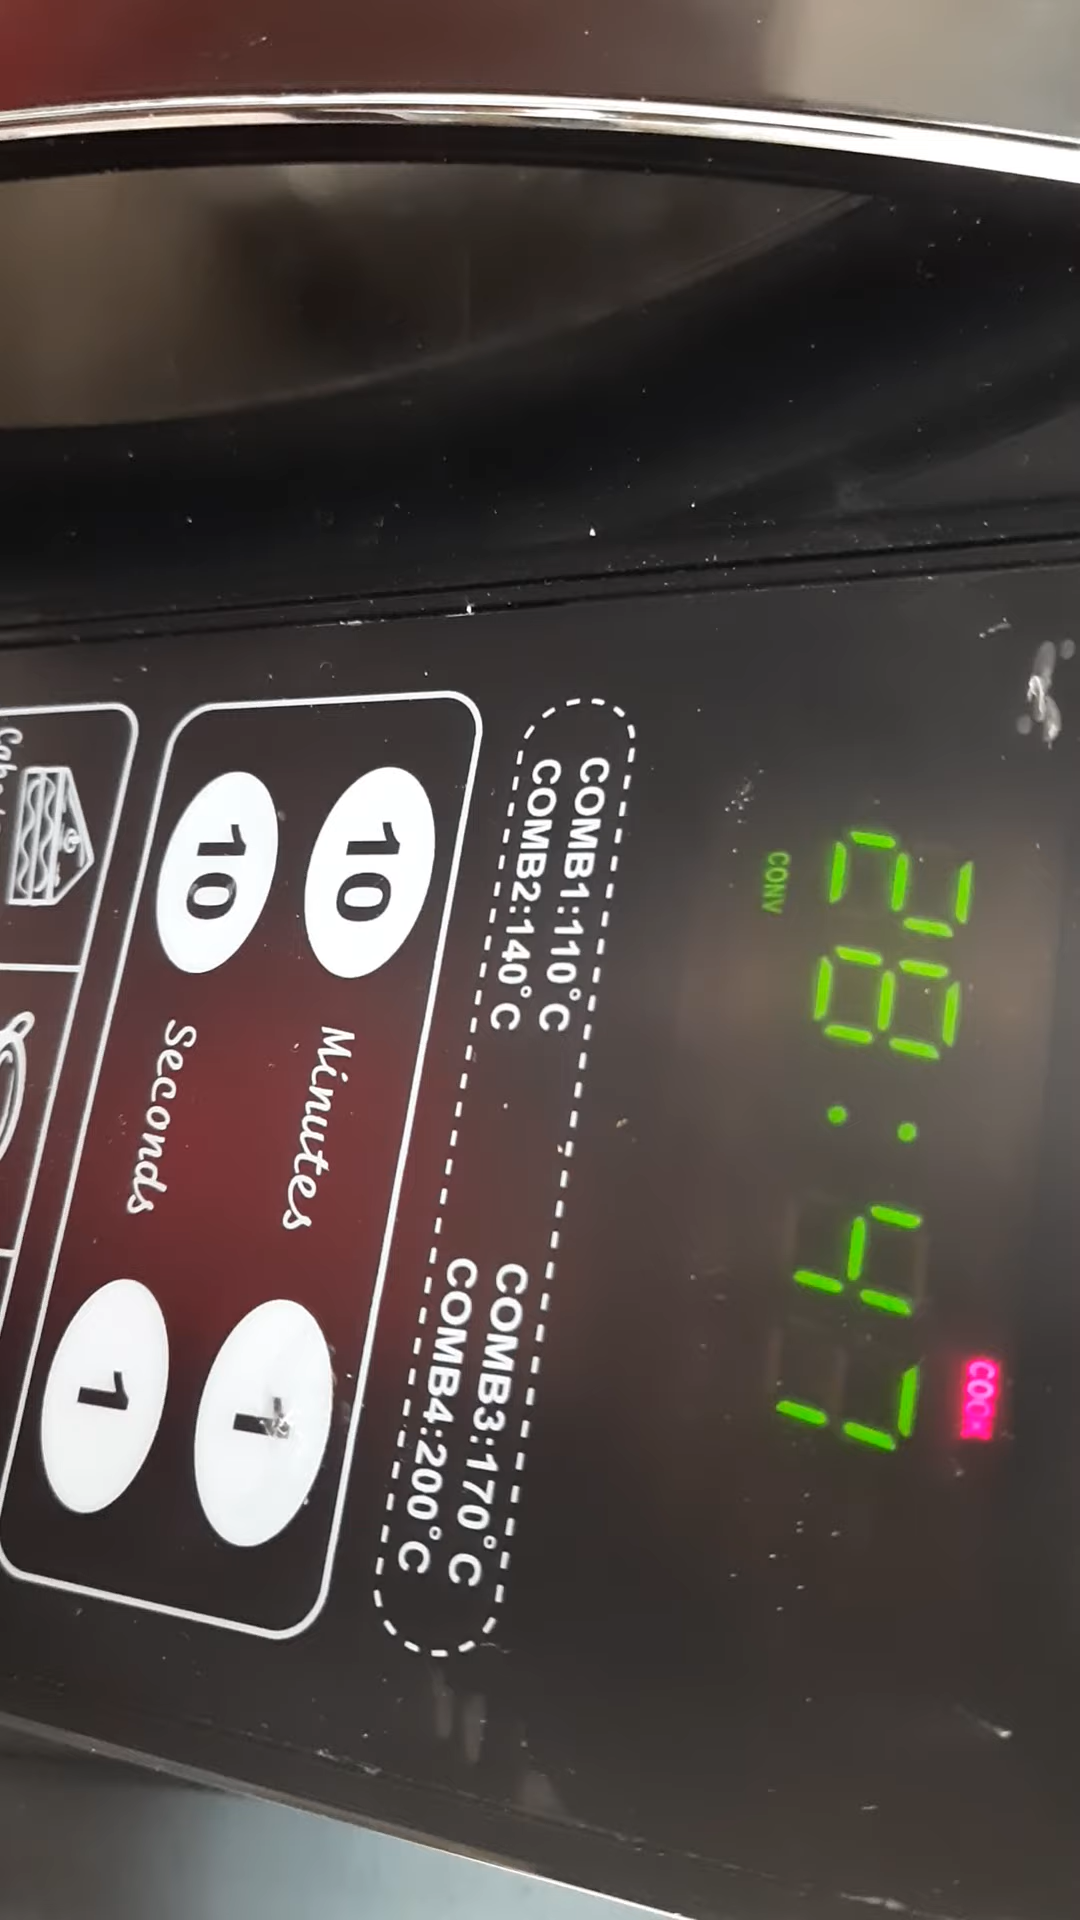 COOK
28:47
CONV
COMB1:110°C COMB3:170°C
COMB2:140°C COMB4:200°C
10 Minutes 1
10 Seconds 1